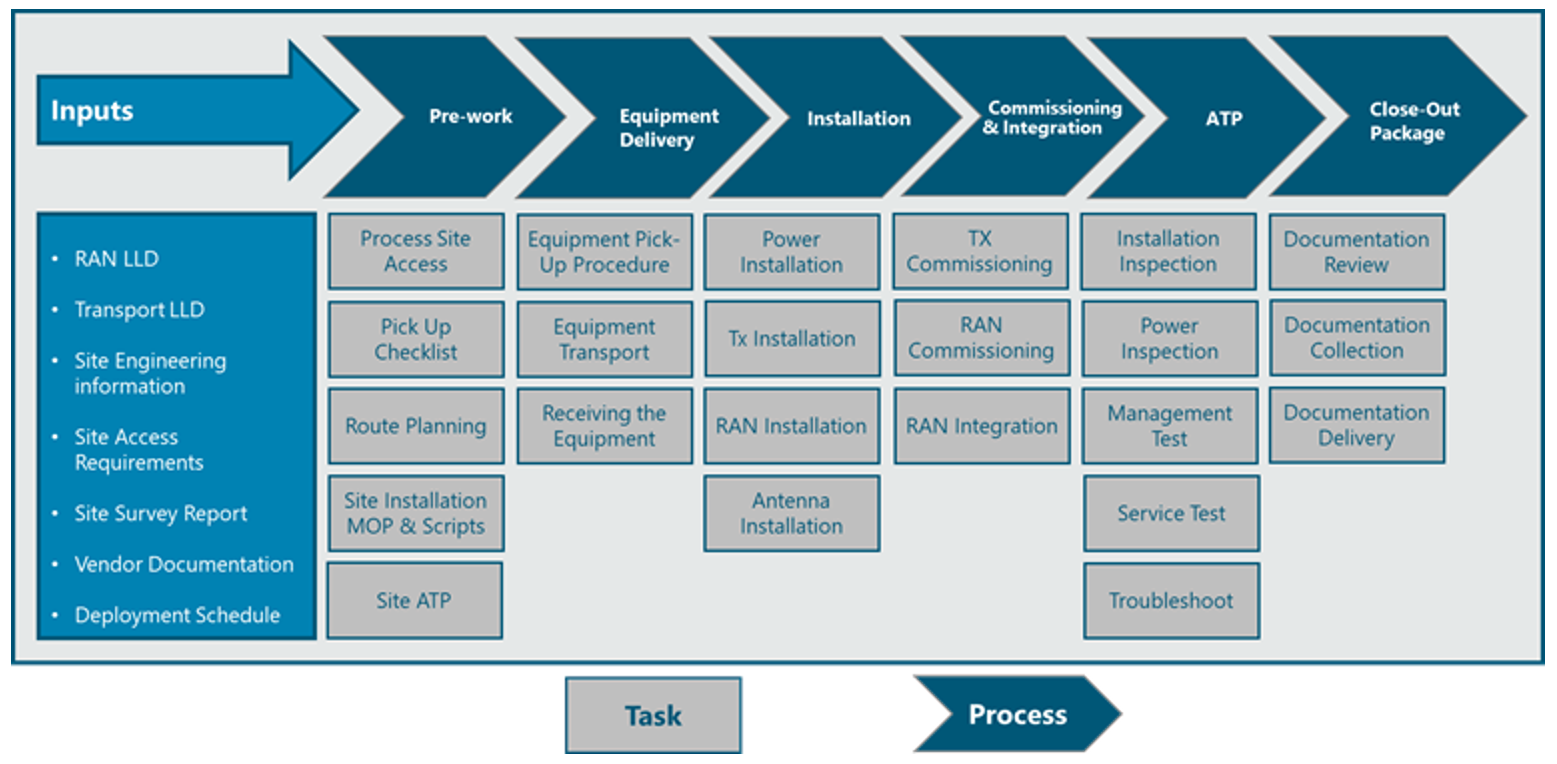 Inputs
Pre-work
Equipment
Delivery
Installation
Commissioning
& Integration
ATP
Close-Out
Package
• RAN LLD
• Transport LLD
• Site Engineering
information
• Site Access
Requirements
• Site Survey Report
• Vendor Documentation
• Deployment Schedule
Process Site
Access
Pick Up
Checklist
Route Planning
Site Installation
MOP & Scripts
Site ATP
Equipment Pick-
Up Procedure
Equipment
Transport
Receiving the
Equipment
Power
Installation
Tx Installation
RAN Installation
Antenna
Installation
TX
Commissioning
RAN
Commissioning
RAN Integration
Installation
Inspection
Power
Inspection
Management
Test
Service Test
Troubleshoot
Documentation
Review
Documentation
Collection
Documentation
Delivery
Task
Process